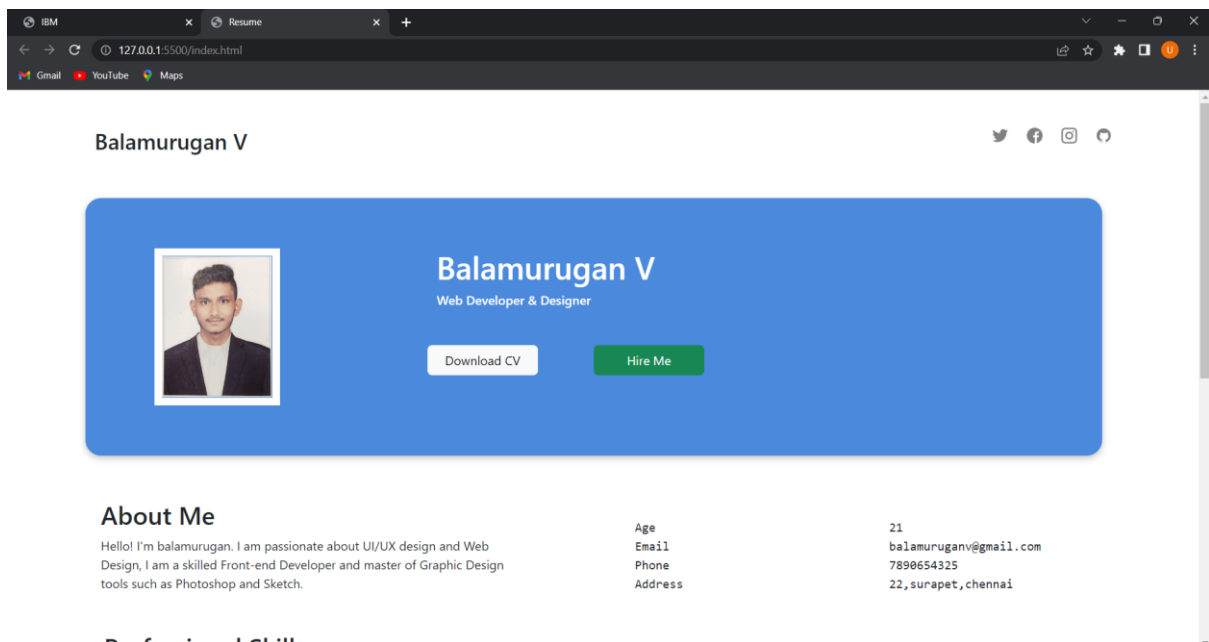 IBM
Resume
127.0.0.1:5500/index.html
U
Gmail
YouTube
Maps
Balamurugan V
Balamurugan V
Web Developer & Designer
Download CV
Hire Me
About Me
Hello! I'm balamurugan. I am passionate about UI/UX design and Web
Design, I am a skilled Front-end Developer and master of Graphic Design
tools such as Photoshop and Sketch.
Age 21
Email balamuruganv@gmail.com
Phone 7890654325
Address 22,surapet,chennai